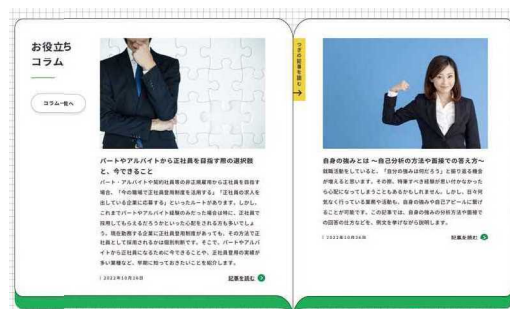 お役立ち
コラム
コラム一覧へ
パートやアルバイトから正社員を目指す際の選択肢
と、今できること
パート・アルバイトや契約社員等の非正規雇用から正社員を目指す
場合、「今の職場で正社員登用制度を活用する」「正社員の求人を
出している企業に応募する」といったルートがあります。しかし、
これまでパートやアルバイト経験のみだった場合は特に、正社員で
採用してもらえるだろうかといった心配をされる方も多いでしょ
う。現在勤務する企業に正社員登用制度があっても、その方法で正
社員として採用されるかは個別判断です。そこで、パートやアルバ
イトから正社員になるために今できることや、正社員登用の実績が
多い業種など、早期に知っておきたいことを紹介します。
2022年10月26日
記事を読む
つぎの記事を読む
自身の強みとは ～自己分析の方法や面接での答え方～
就職活動をしていると、「自分の強みは何だろう」と振り返る機会
が増えると思います。その際、特筆すべき経験が思い付かなかった
ら心配になってしまうこともあるかもしれません。しかし、日々何
気なく行っている業務や活動も、自身の強みや自己アピールに繋げ
ることが可能です。この記事では、自身の強みの分析方法や面接で
の回答の仕方などを、例文を挙げながら説明します。
2022年10月26日
記事を読む